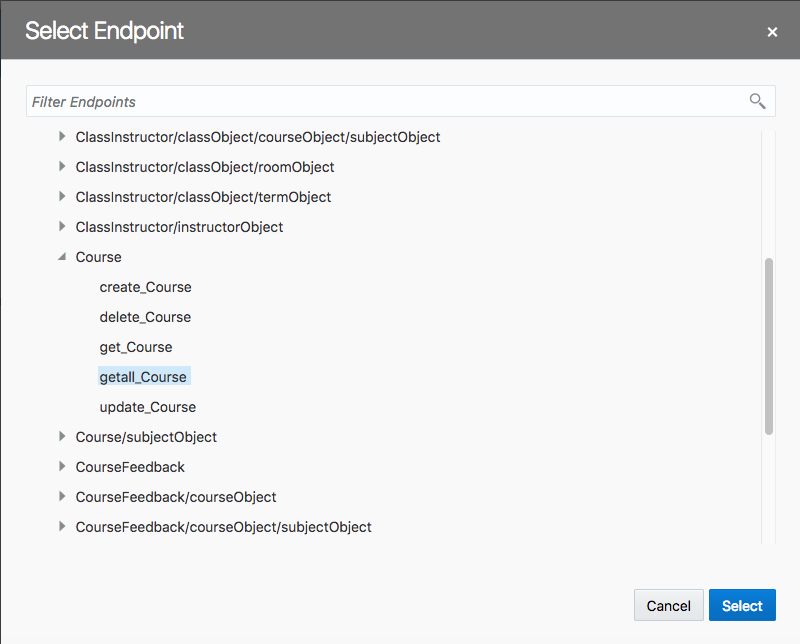 Select Endpoint
Filter Endpoints
ClassInstructor/classObject/courseObject/subjectObject
ClassInstructor/classObject/roomObject
ClassInstructor/classObject/termObject
ClassInstructor/instructorObject
Course
create_Course
delete_Course
get_Course
getall_Course
update_Course
Course/subjectObject
CourseFeedback
CourseFeedback/courseObject
CourseFeedback/courseObject/subjectObject
Cancel Select